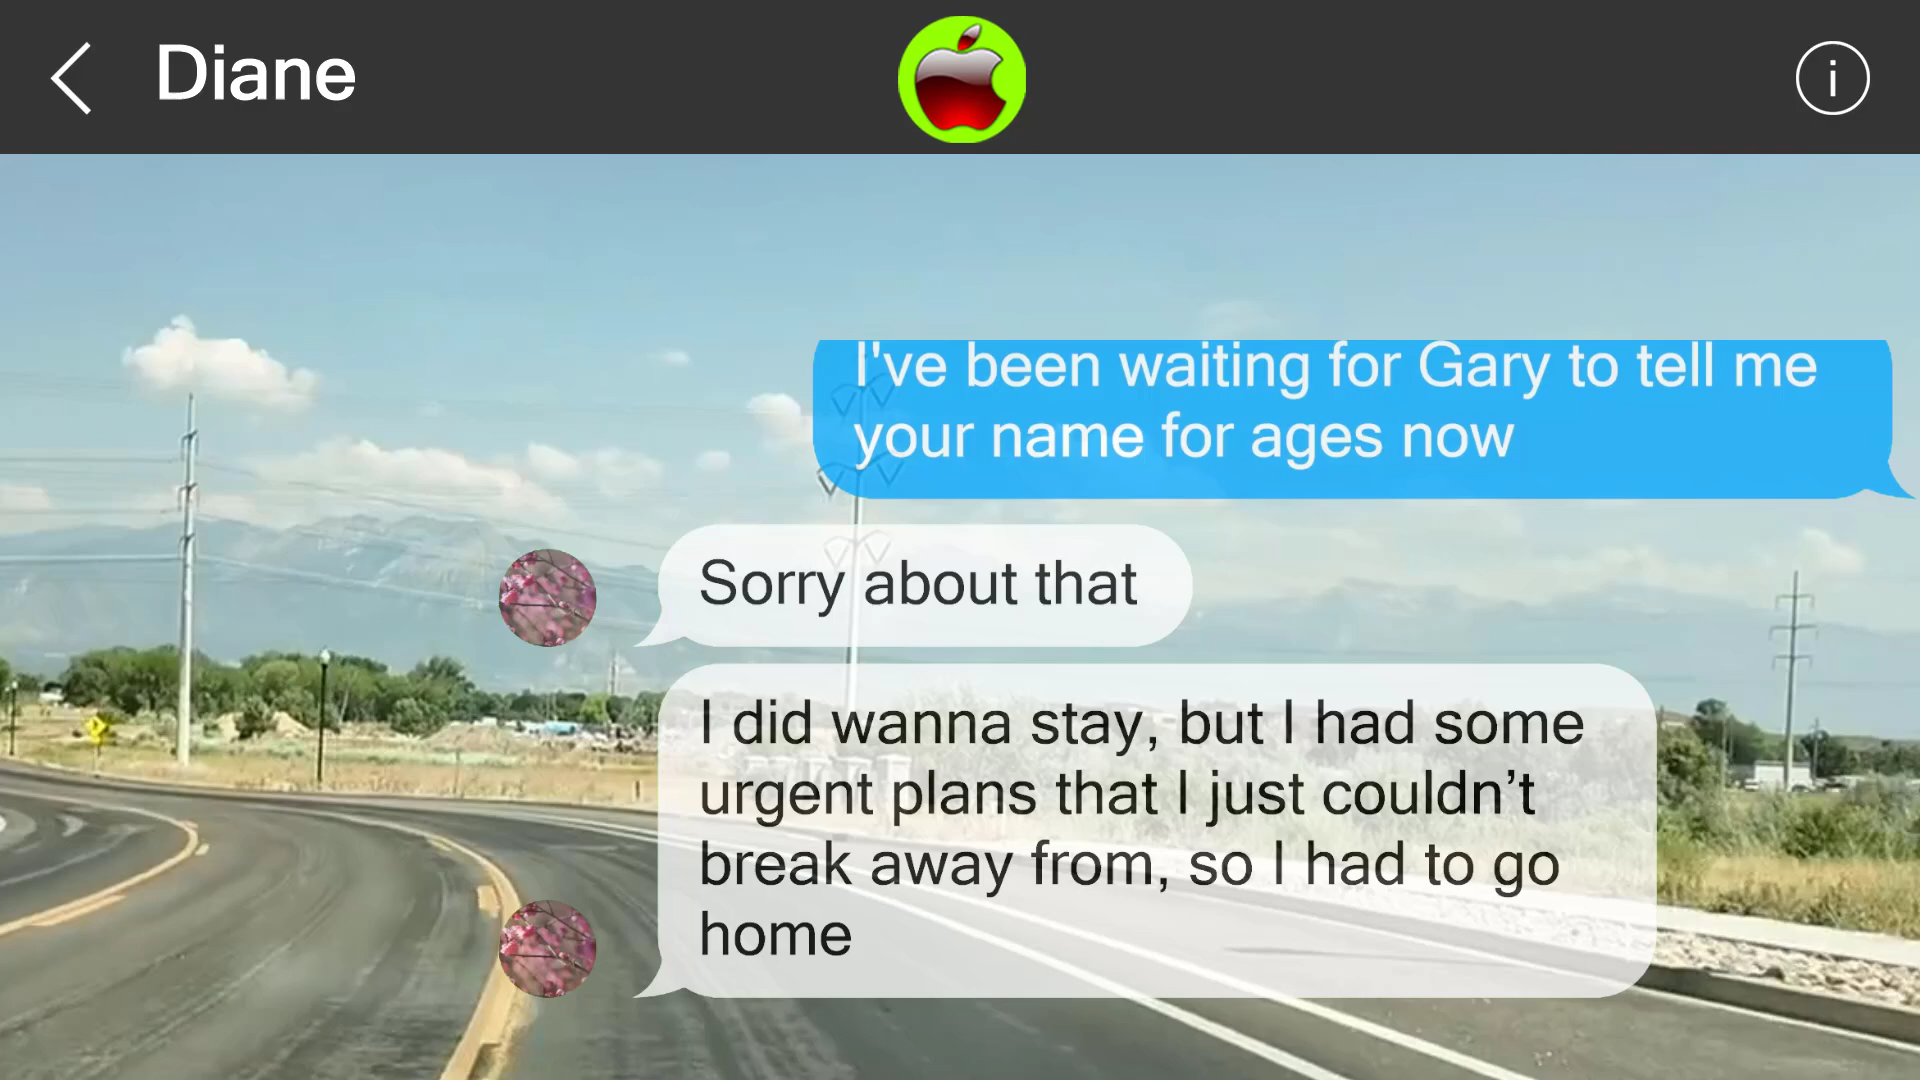 Diane
i
I've been waiting for Gary to tell me
your name for ages now
Sorry about that
I did wanna stay, but I had some
urgent plans that I just couldn’t
break away from, so I had to go
home